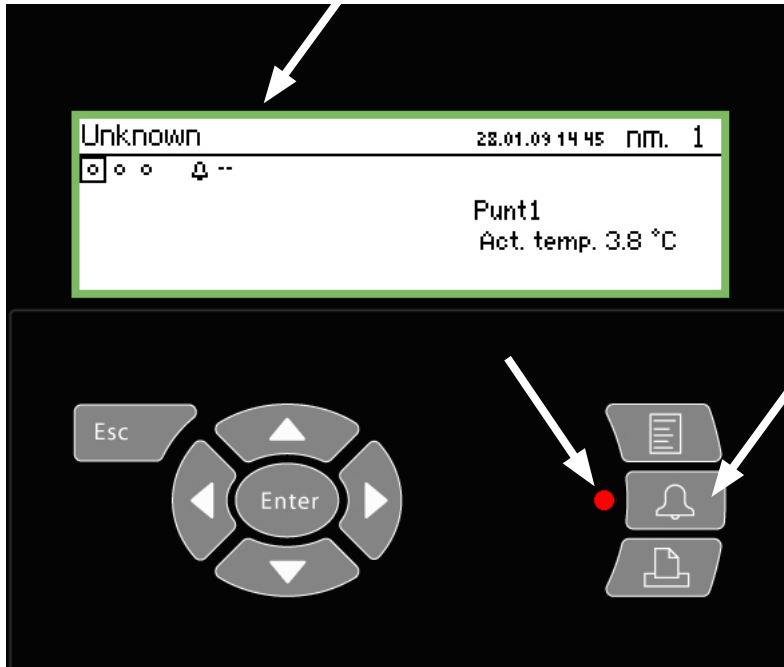 Unknown 28.01.09 14 45 nm. 1
--
Punt1
Act. temp. 3.8 °C
Esc
Enter